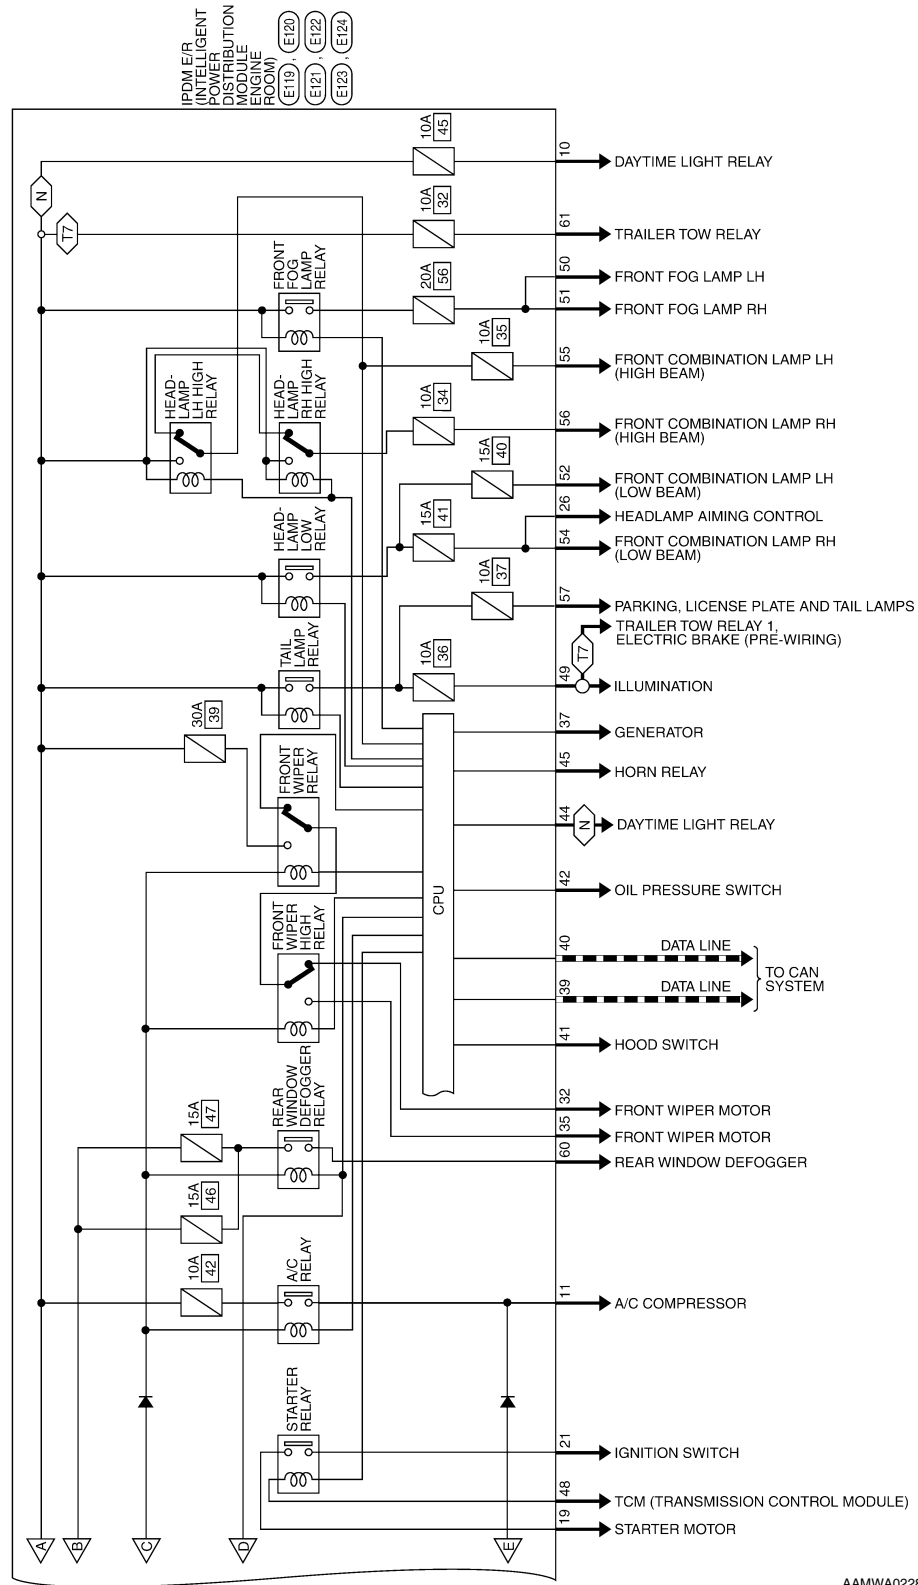 IPDM E/R
(INTELLIGENT
POWER
DISTRIBUTION
MODULE
ENGINE
ROOM)
E119 , E120
E121 , E122
E123 , E124
10A
45
10
DAYTIME LIGHT RELAY
N
T7
10A
32
61
TRAILER TOW RELAY
FRONT
FOG
LAMP
RELAY
20A
56
50
FRONT FOG LAMP LH
51
FRONT FOG LAMP RH
10A
35
55
FRONT COMBINATION LAMP LH
(HIGH BEAM)
HEAD-
LAMP
LH HIGH
RELAY
HEAD-
LAMP
RH HIGH
RELAY
10A
34
56
FRONT COMBINATION LAMP RH
(HIGH BEAM)
15A
40
52
FRONT COMBINATION LAMP LH
(LOW BEAM)
26
HEADLAMP AIMING CONTROL
HEAD-
LAMP
LOW
RELAY
15A
41
54
FRONT COMBINATION LAMP RH
(LOW BEAM)
10A
37
57
PARKING, LICENSE PLATE AND TAIL LAMPS
TRAILER TOW RELAY 1,
ELECTRIC BRAKE (PRE-WIRING)
T7
TAIL
LAMP
RELAY
10A
36
49
ILLUMINATION
30A
39
FRONT
WIPER
RELAY
37
GENERATOR
45
HORN RELAY
44
N
DAYTIME LIGHT RELAY
CPU
42
OIL PRESSURE SWITCH
FRONT
WIPER
HIGH
RELAY
40
DATA LINE
39
DATA LINE
TO CAN
SYSTEM
41
HOOD SWITCH
REAR
WINDOW
DEFOGGER
RELAY
32
FRONT WIPER MOTOR
35
FRONT WIPER MOTOR
60
REAR WINDOW DEFOGGER
15A
47
15A
46
10A
42
A/C
RELAY
11
A/C COMPRESSOR
STARTER
RELAY
21
IGNITION SWITCH
48
TCM (TRANSMISSION CONTROL MODULE)
19
STARTER MOTOR
A
B
C
D
E